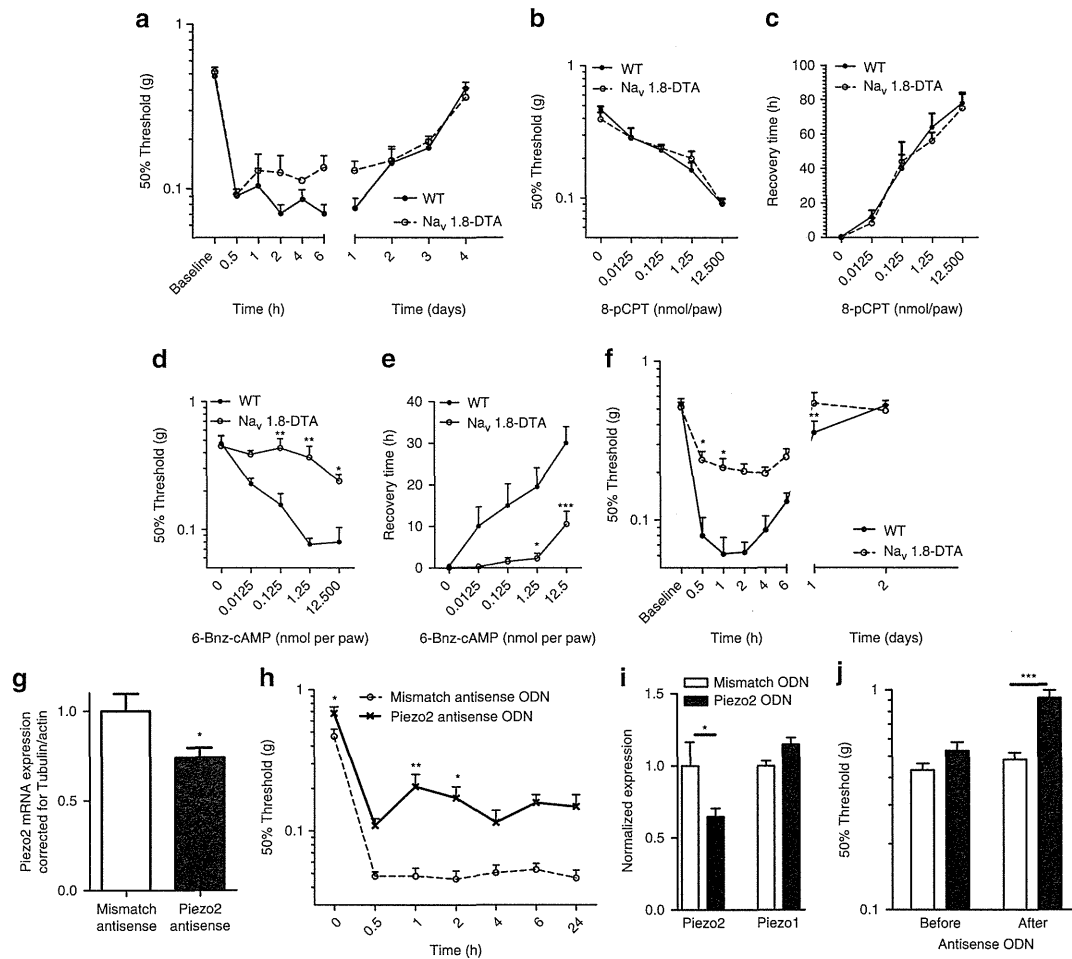 a
1
0.1
50% Threshold (g)
WT
Nav 1.8-DTA
Baseline
0.5
1
2
4
6
1
2
3
4
Time (h)
Time (days)
b
1
0.1
50% Threshold (g)
WT
Nav 1.8-DTA
0
0.0125
0.125
1.25
12.500
8-pCPT (nmol/paw)
c
100
80
60
40
20
0
Recovery time (h)
WT
Nav 1.8-DTA
0
0.0125
0.125
1.25
12.500
8-pCPT (nmol/paw)
d
1
0.1
50% Threshold (g)
WT
Nav 1.8-DTA
**
**
*
0
0.0125
0.125
1.25
12.500
6-Bnz-cAMP (nmol per paw)
e
40
30
20
10
0
Recovery time (h)
WT
Nav 1.8-DTA
*
***
0
0.0125
0.125
1.25
12.5
6-Bnz-cAMP (nmol per paw)
f
1
0.1
50% Threshold (g)
*
*
**
WT
Nav 1.8-DTA
Baseline
0.5
1
2
4
6
1
2
Time (h)
Time (days)
g
1.0
0.5
0.0
Piezo2 mRNA expression
corrected for Tubulin/actin
*
Mismatch
antisense
Piezo2
antisense
h
1
0.1
50% Threshold (g)
Mismatch antisense ODN
Piezo2 antisense ODN
*
**
*
0
0.5
1
2
4
6
24
Time (h)
i
Mismatch ODN
Piezo2 ODN
1.5
1.0
0.5
0.0
Normalized expression
*
Piezo2
Piezo1
j
1
0.1
50% Threshold (g)
***
Before
After
Antisense ODN